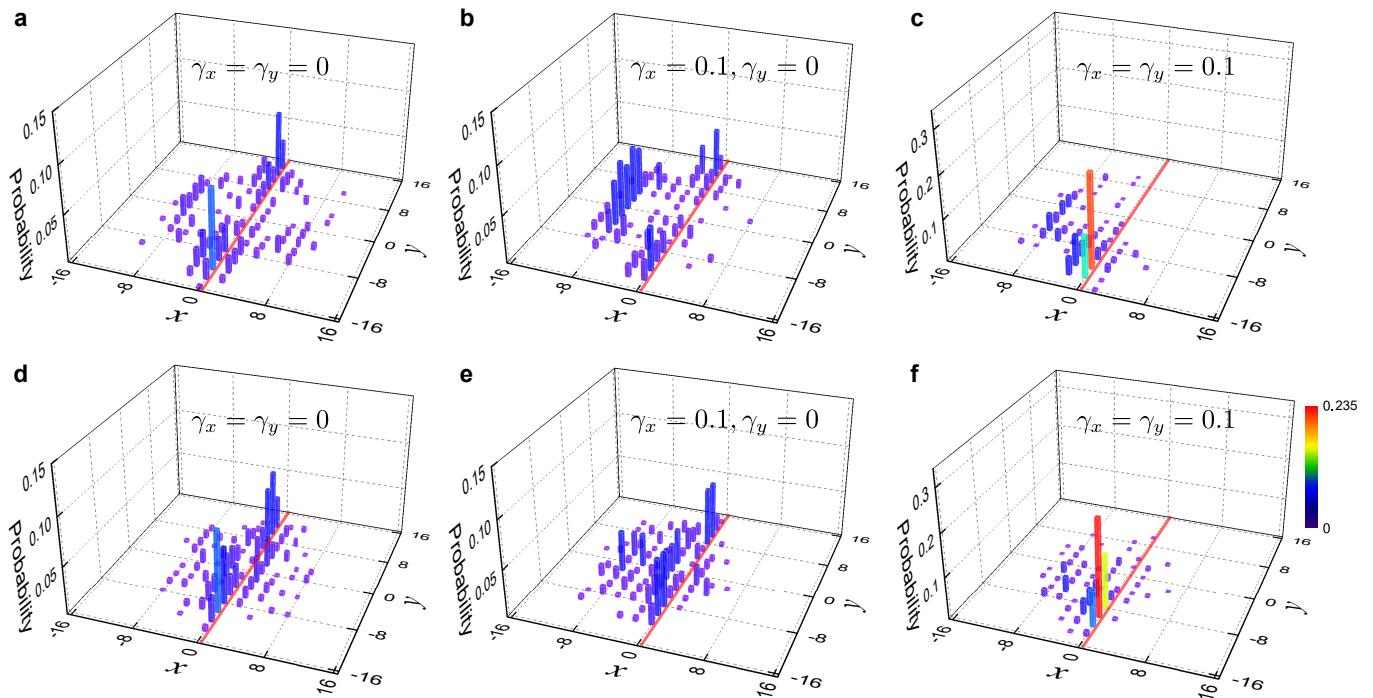 a
γx = γy = 0
0.15
0.10
0.05
Probability
-16
-8
0
8
16
x
16
8
0
-8
-16
y
b
γx = 0.1, γy = 0
0.15
0.10
0.05
Probability
-16
-8
0
8
16
x
16
8
0
-8
-16
y
c
γx = γy = 0.1
0.3
0.2
0.1
Probability
-16
-8
0
8
16
x
16
8
0
-8
-16
y
d
γx = γy = 0
0.15
0.10
0.05
Probability
-16
-8
0
8
16
x
16
8
0
-8
-16
y
e
γx = 0.1, γy = 0
0.15
0.10
0.05
Probability
-16
-8
0
8
16
x
16
8
0
-8
-16
y
f
γx = γy = 0.1
0.3
0.2
0.1
Probability
-16
-8
0
8
16
x
16
8
0
-8
-16
y
0.235
0